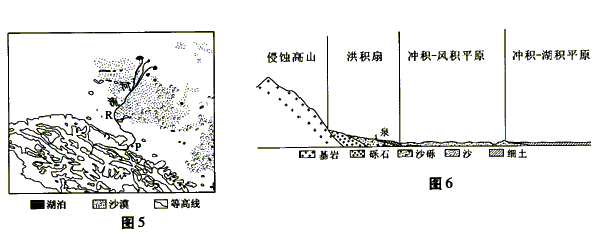 侵蚀高山 洪积扇 冲积-风积平原 冲积-湖积平原
R
P
泉
湖泊 沙漠 等高线
基岩 砾石 沙砾 沙 细土
图5
图6